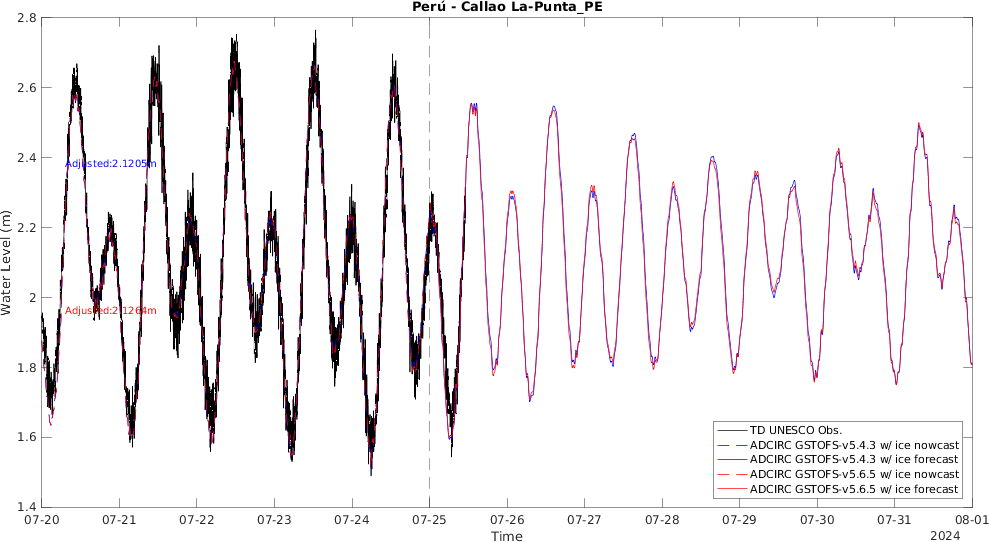 Perú - Callao La-Punta_PE
2.8
2.6
2.4
2.2
2
1.8
1.6
1.4
Water Level (m)
Adjusted:2.1205m
Adjusted:2.1264m
TD UNESCO Obs.
ADCIRC GSTOFS-v5.4.3 w/ ice nowcast
ADCIRC GSTOFS-v5.4.3 w/ ice forecast
ADCIRC GSTOFS-v5.6.5 w/ ice nowcast
ADCIRC GSTOFS-v5.6.5 w/ ice forecast
07-20 07-21 07-22 07-23 07-24 07-25 07-26 07-27 07-28 07-29 07-30 07-31 08-01
Time
2024